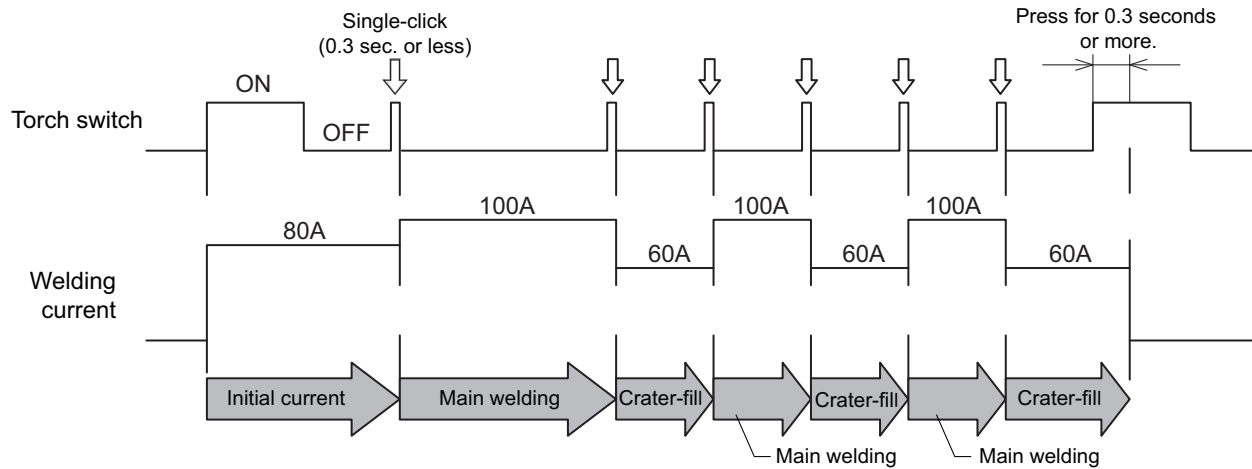 Single-click
(0.3 sec. or less)
Press for 0.3 seconds
or more.
ON
Torch switch
OFF
100A
100A
100A
80A
60A
60A
60A
Welding
current
Initial current
Main welding
Crater-fill
Crater-fill
Crater-fill
Main welding
Main welding